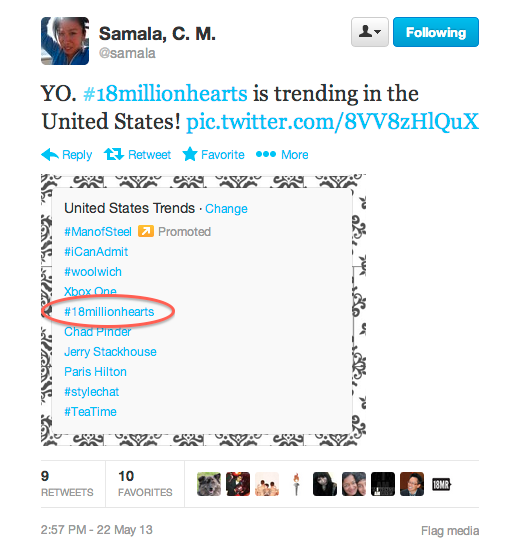 Samala, C. M.
@samala
Following
YO. #18millionhearts is trending in the
United States! pic.twitter.com/8VV8zHlQuX
Reply Retweet Favorite More
United States Trends · Change
#ManofSteel Promoted
#iCanAdmit
#woolwich
Xbox One
#18millionhearts
Chad Pinder
Jerry Stackhouse
Paris Hilton
#stylechat
#TeaTime
9 10
RETWEETS FAVORITES
18MR
2:57 PM - 22 May 13 Flag media